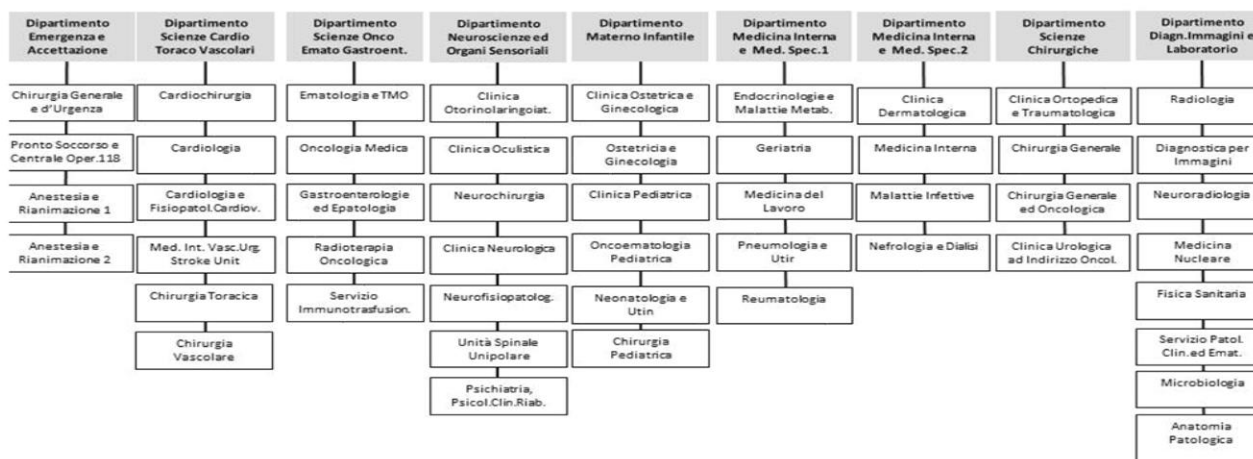 Dipartimento
Emergenza e
Accettazione
Chirurgia Generale
e d'Urgenza
Pronto Soccorso e
Centrale Oper.118
Anestesia e
Rianimazione 1
Anestesia e
Rianimazione 2
Dipartimento
Scienze Cardio
Toraco Vascolari
Cardiochirurgia
Cardiologia
Cardiologia e
Fisiopatol.Cardiov.
Med. Int. Vasc.Urg.
Stroke Unit
Chirurgia Toracica
Chirurgia
Vascolare
Dipartimento
Scienze Onco
Emato Gastroent.
Ematologia e TMO
Oncologia Medica
Gastroenterologie
ed Epatologia
Radioterapia
Oncologica
Servizio
Immunotrasfusion.
Dipartimento
Neuroscienze ed
Organi Sensoriali
Clinica
Otorinolaringoiat.
Clinica Oculistica
Neurochirurgia
Clinica Neurologica
Neurofisiopatolog.
Unità Spinale
Unipolare
Psichiatria,
Psicol.Clin.Riab.
Dipartimento
Materno Infantile
Clinica Ostetrica e
Ginecologica
Ostetricia e
Ginecologia
Clinica Pediatrica
Oncoematologia
Pediatrica
Neonatologia e
Utin
Chirurgia
Pediatrica
Dipartimento
Medicina Interna
e Med. Spec.1
Endocrinologie e
Malattie Metab.
Geriatria
Medicina del
Lavoro
Pneumologia e
Utir
Reumatologia
Dipartimento
Medicina Interna
e Med. Spec.2
Clinica
Dermatologica
Medicina Interna
Malattie Infettive
Nefrologia e Dialisi
Dipartimento
Scienze
Chirurgiche
Clinica Ortopedica
e Traumatologica
Chirurgia Generale
Chirurgia Generale
ed Oncologica
Clinica Urologica
ad Indirizzo Oncol.
Dipartimento
Diagn.Immagini e
Laboratorio
Radiologia
Diagnostica per
Immagini
Neuroradiologia
Medicina
Nucleare
Fisica Sanitaria
Servizio Patol.
Clin.ed Emat.
Microbiologia
Anatomia
Patologica